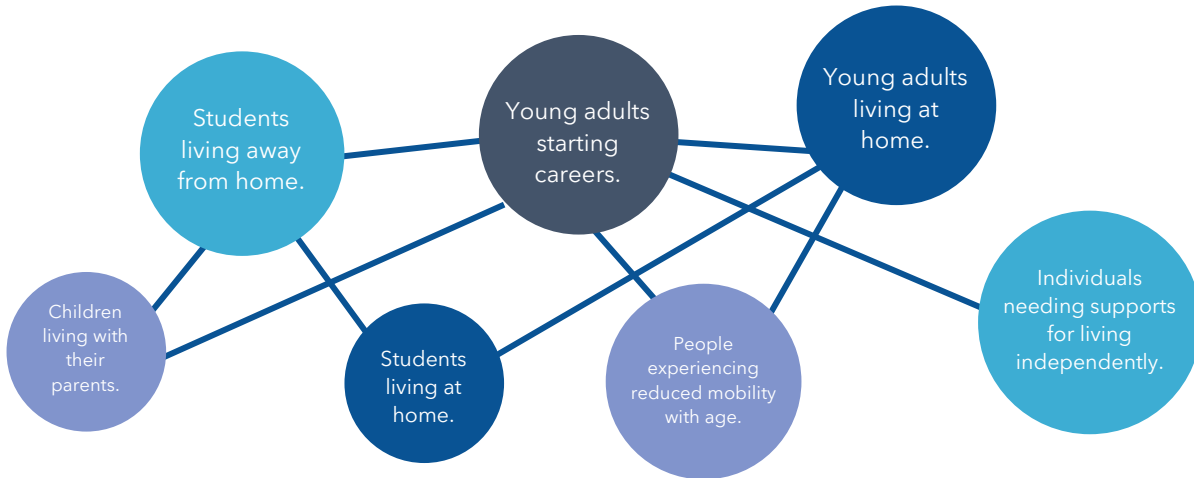 Students
living away
from home.
Young adults
starting
careers.
Young adults
living at
home.
Children
living with
their
parents.
Students
living at
home.
People
experiencing
reduced mobility
with age.
Individuals
needing supports
for living
independently.